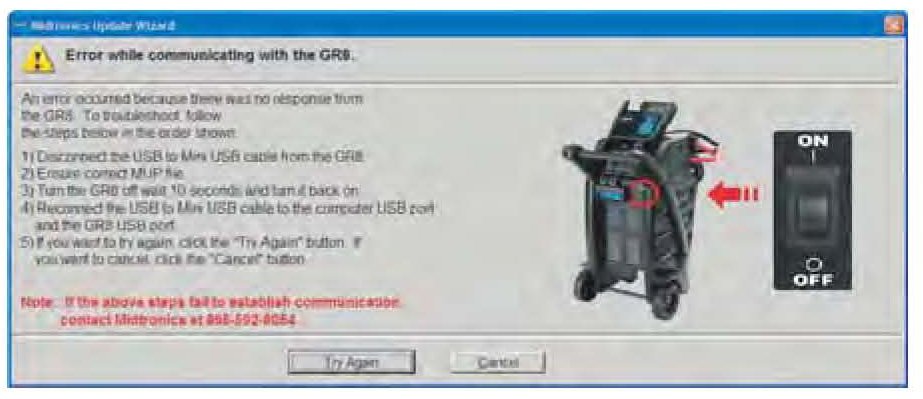 Midtronics Update Wizard
Error while communicating with the GR8.
An error occurred because there was no response from
the GR8. To troubleshoot, follow
the steps below in the order shown.
1) Disconnect the USB to Mini USB cable from the GR8.
2) Ensure correct MUP file.
3) Turn the GR8 off wait 10 seconds and turn it back on.
4) Reconnect the USB to Mini USB cable to the computer USB port
and the GR8 USB port.
5) If you want to try again, click the "Try Again" button. If
you want to cancel, click the "Cancel" button.
Note: If the above steps fail to establish communication,
contact Midtronics at
ON
OFF
Try Again
Cancel